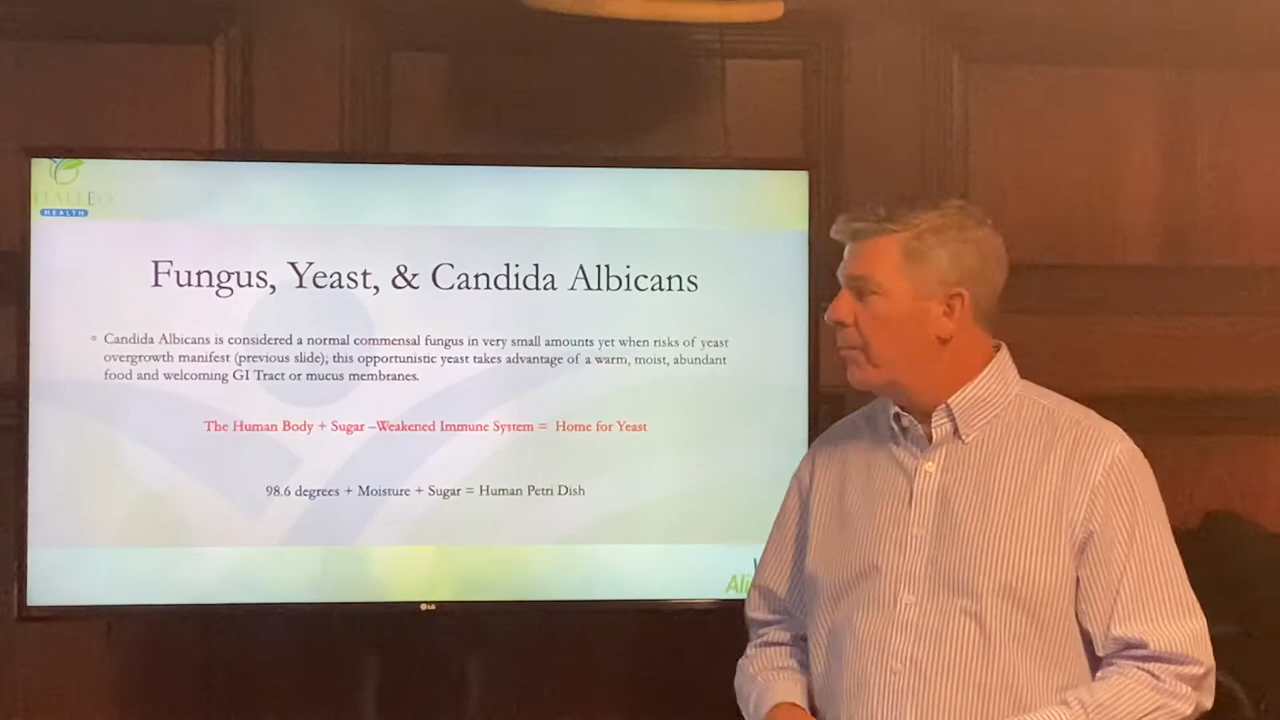 HEALTH
Fungus, Yeast, & Candida Albicans
Candida Albicans is considered a normal commensal fungus in very small amounts yet when risks of yeast
overgrowth manifest (previous slide); this opportunistic yeast takes advantage of a warm, moist, abundant
food and welcoming GI Tract or mucus membranes.
The Human Body + Sugar –Weakened Immune System = Home for Yeast
98.6 degrees + Moisture + Sugar = Human Petri Dish
LG